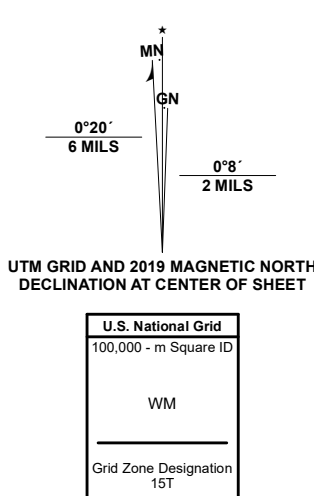 MN
GN
0°20´
6 MILS
0°8´
2 MILS
UTM GRID AND 2019 MAGNETIC NORTH
DECLINATION AT CENTER OF SHEET
U.S. National Grid
100,000 - m Square ID
WM
Grid Zone Designation
15T